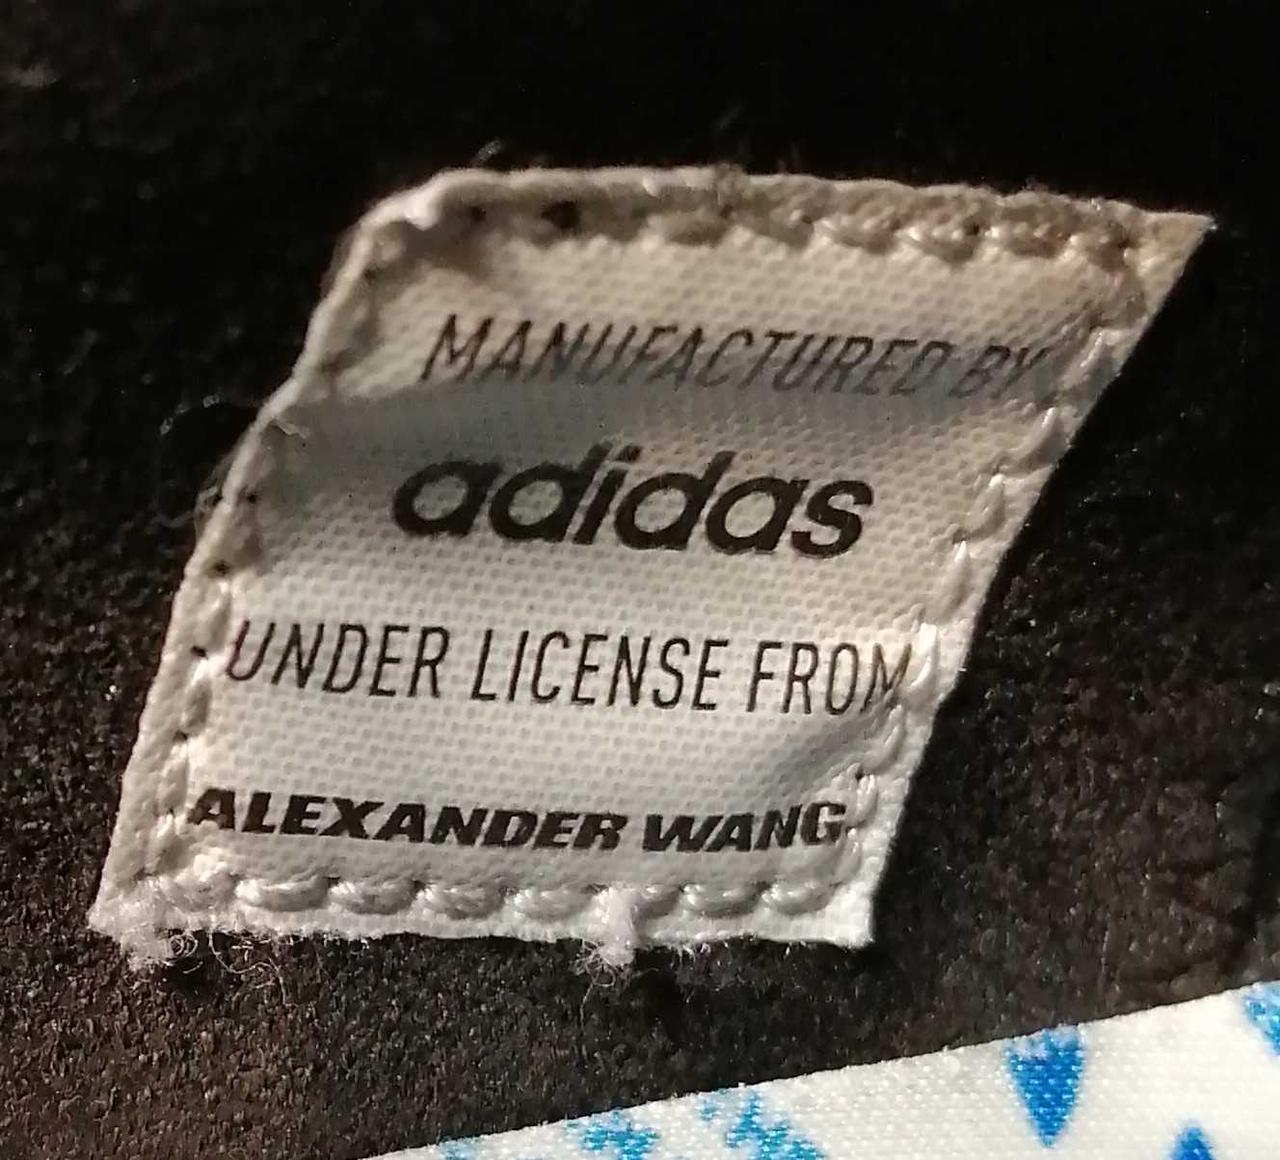 MANUFACTURED BY
adidas
UNDER LICENSE FROM
ALEXANDER WANG